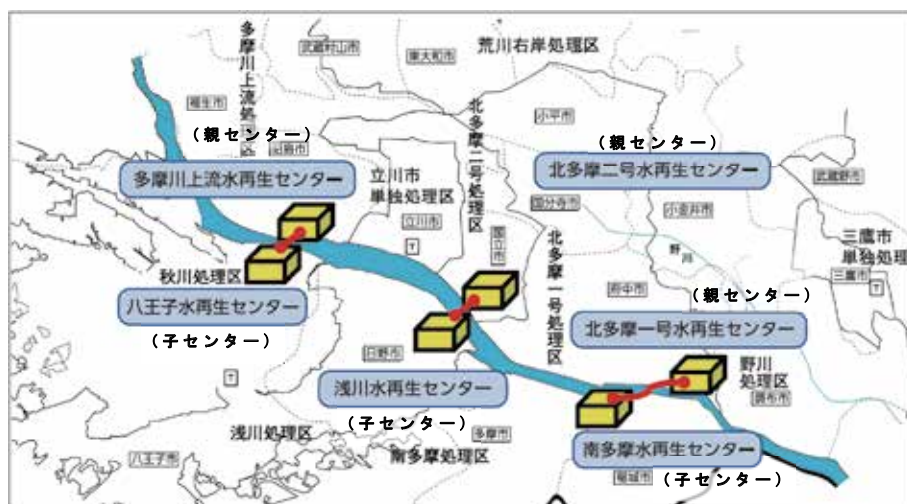 多摩川上流処理区
武蔵村山市
東大和市
荒川右岸処理区
福生市
北多摩二号処理区
小平市
(親センター)
(親センター)
昭島市
多摩川上流水再生センター
立川市
単独処理区
北多摩二号水再生センター
武蔵野市
国分寺市
小金井市
立川市
国立市
野川
三鷹市
単独処理
三鷹市
秋川処理区
北多摩一号処理区
府中市
(親センター)
八王子水再生センター
北多摩一号水再生センター
(子センター)
日野市
野川
処理区
浅川水再生センター
調布市
(子センター)
浅川処理区
多摩市
南多摩水再生センター
八王子市
南多摩処理区
稲城市
(子センター)